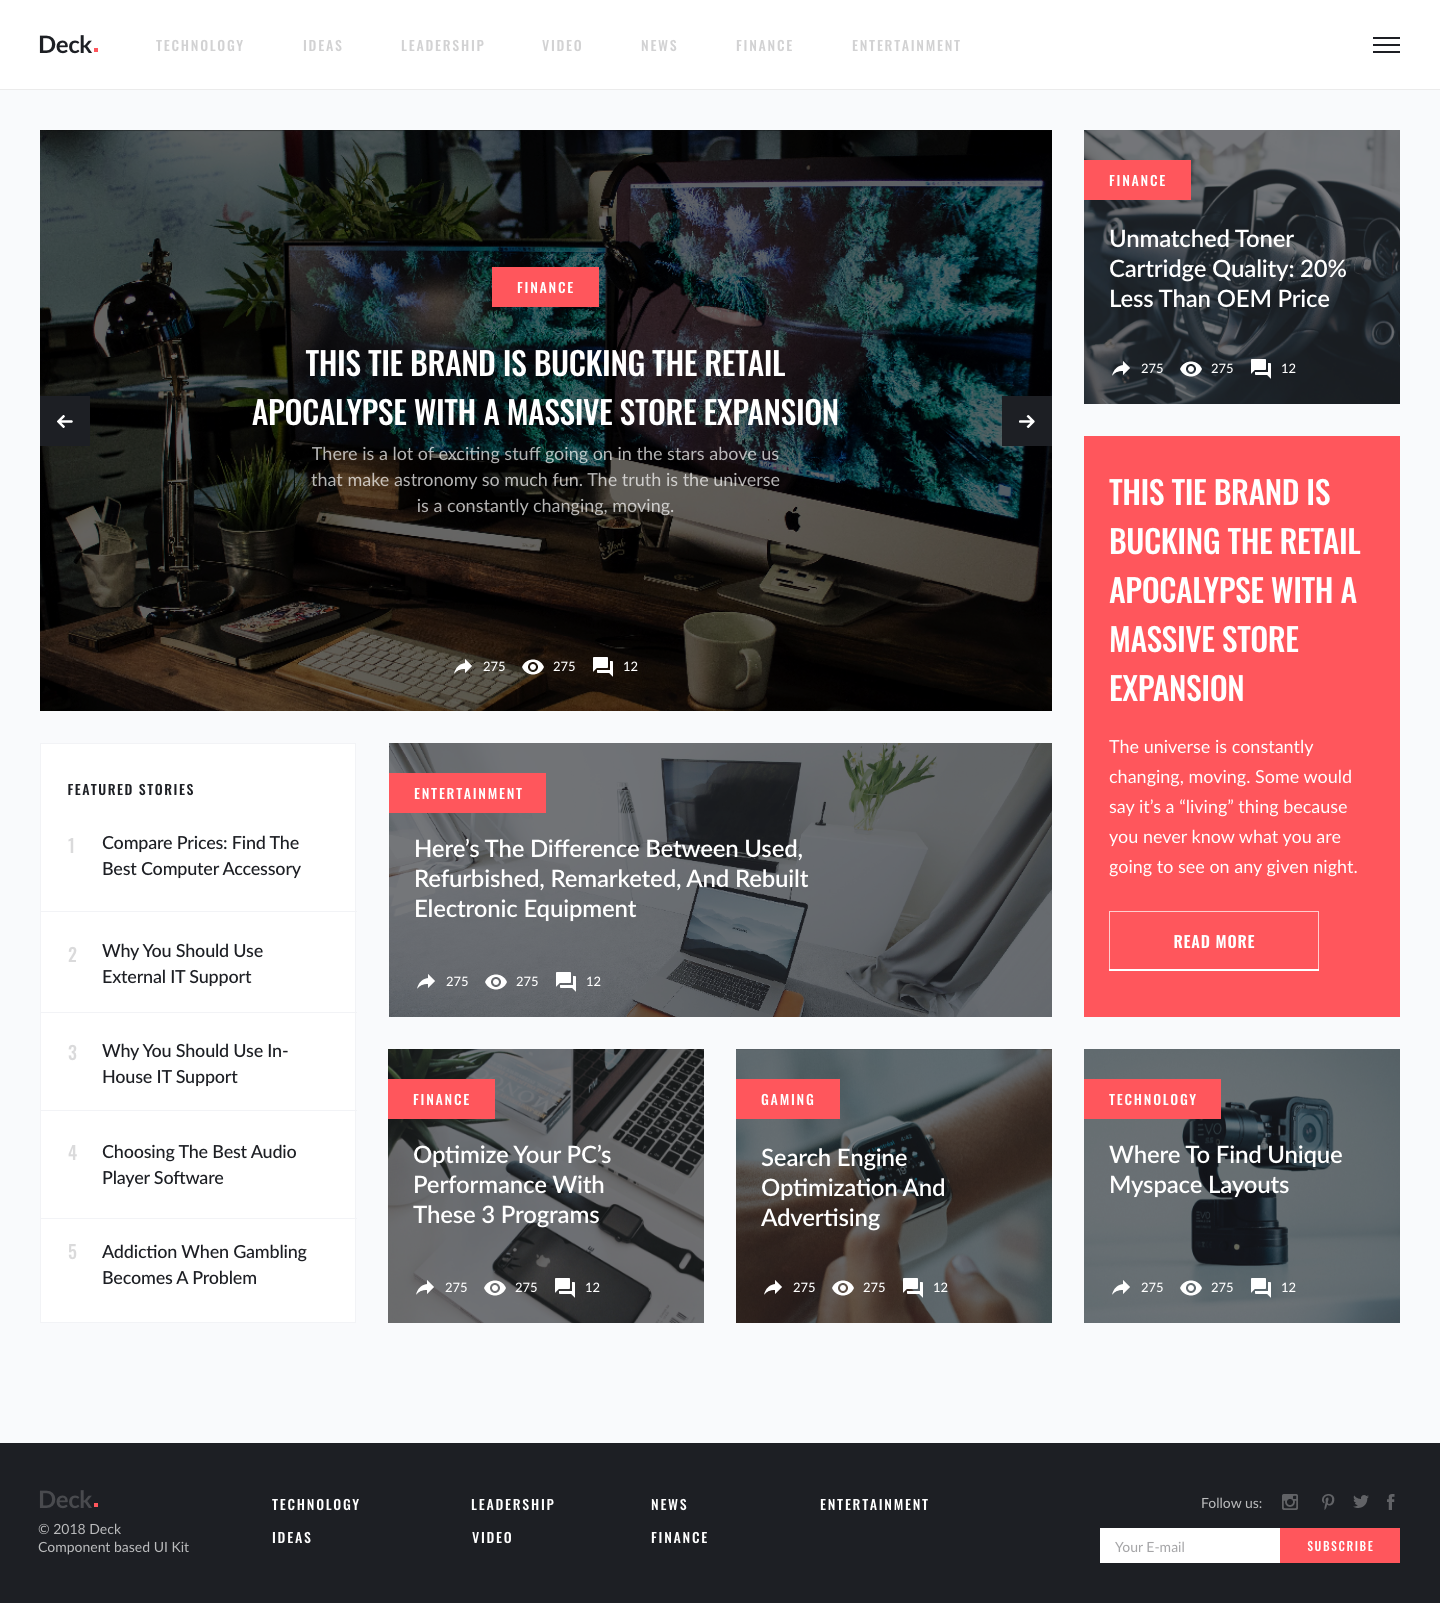 Deck.
TECHNOLOGY
IDEAS
LEADERSHIP
VIDEO
NEWS
FINANCE
ENTERTAINMENT
FINANCE
THIS TIE BRAND IS BUCKING THE RETAIL
APOCALYPSE WITH A MASSIVE STORE EXPANSION
There is a lot of exciting stuff going on in the stars above us
that make astronomy so much fun. The truth is the universe
is a constantly changing, moving.
275
275
12
FINANCE
Unmatched Toner
Cartridge Quality: 20%
Less Than OEM Price
275
275
12
THIS TIE BRAND IS
BUCKING THE RETAIL
APOCALYPSE WITH A
MASSIVE STORE
EXPANSION
The universe is constantly
changing, moving. Some would
say it’s a “living” thing because
you never know what you are
going to see on any given night.
READ MORE
FEATURED STORIES
1
Compare Prices: Find The
Best Computer Accessory
2
Why You Should Use
External IT Support
3
Why You Should Use In-
House IT Support
4
Choosing The Best Audio
Player Software
5
Addiction When Gambling
Becomes A Problem
ENTERTAINMENT
Here’s The Difference Between Used,
Refurbished, Remarketed, And Rebuilt
Electronic Equipment
275
275
12
FINANCE
Optimize Your PC’s
Performance With
These 3 Programs
275
275
12
GAMING
Search Engine
Optimization And
Advertising
275
275
12
TECHNOLOGY
EVO
Where To Find Unique
Myspace Layouts
EVO
275
275
12
Deck.
© 2018 Deck
Component based UI Kit
TECHNOLOGY
IDEAS
LEADERSHIP
VIDEO
NEWS
FINANCE
ENTERTAINMENT
Follow us:
Your E-mail
SUBSCRIBE